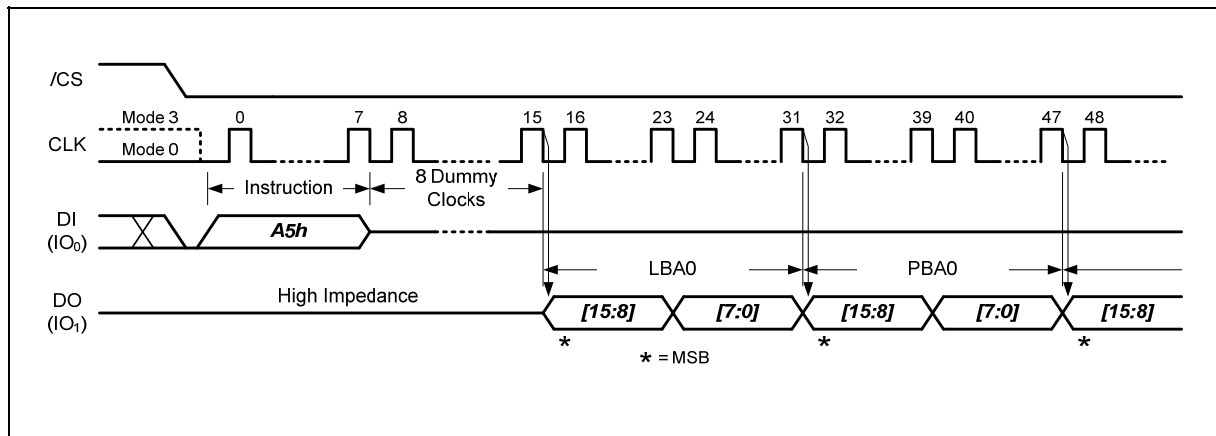 /CS
Mode 3
0 7 8 15 16 23 24 31 32 39 40 47 48
CLK
Mode 0
Instruction
8 Dummy
Clocks
DI
(IO0)
A5h
LBA0
PBA0
DO
(IO1)
High Impedance
[15:8] [7:0] [15:8] [7:0] [15:8]
* * *
* = MSB